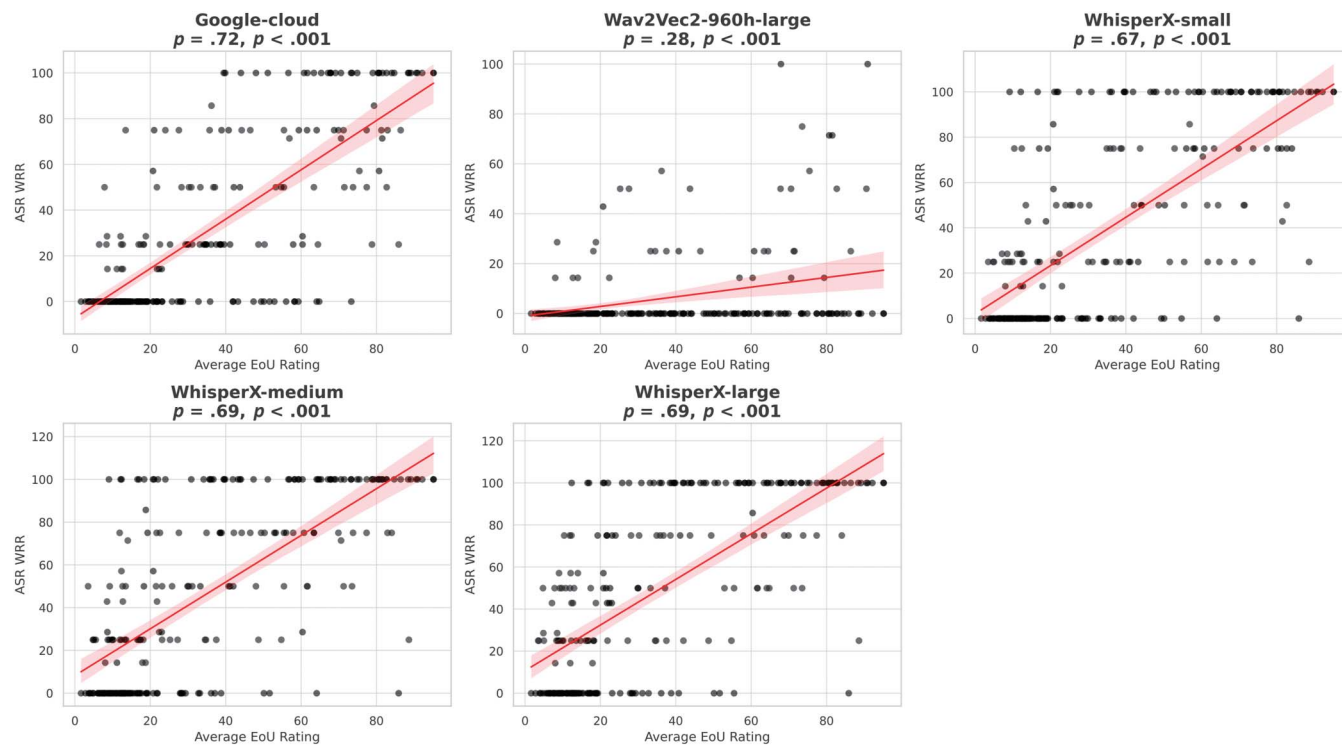 Google-cloud
p = .72, p < .001
ASR WRR
100
80
60
40
20
0
0 20 40 60 80
Average EoU Rating
Wav2Vec2-960h-large
p = .28, p < .001
ASR WRR
100
80
60
40
20
0
0 20 40 60 80
Average EoU Rating
WhisperX-small
p = .67, p < .001
ASR WRR
100
80
60
40
20
0
0 20 40 60 80
Average EoU Rating
WhisperX-medium
p = .69, p < .001
ASR WRR
120
100
80
60
40
20
0
0 20 40 60 80
Average EoU Rating
WhisperX-large
p = .69, p < .001
ASR WRR
120
100
80
60
40
20
0
0 20 40 60 80
Average EoU Rating